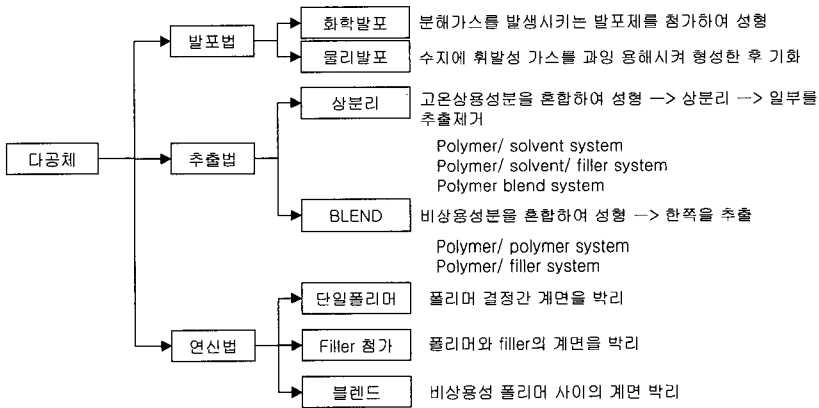 화학발포 분해가스를 발생시키는 발포제를 첨가하여 성형
발포법
물리발포 수지에 휘발성 가스를 과잉 용해시켜 형성한 후 기화
상분리 고온상용성분을 혼합하여 성형 —> 상분리 —> 일부를
추출제거
다공체 추출법
Polymer/ solvent system
Polymer/ solvent/ filler system
Polymer blend system
BLEND 비상용성분을 혼합하여 성형 —> 한쪽을 추출
Polymer/ polymer system
Polymer/ filler system
단일폴리머 폴리머 결정간 계면을 박리
연신법 Filler 첨가 폴리머와 filler의 계면을 박리
블렌드 비상용성 폴리머 사이의 계면 박리